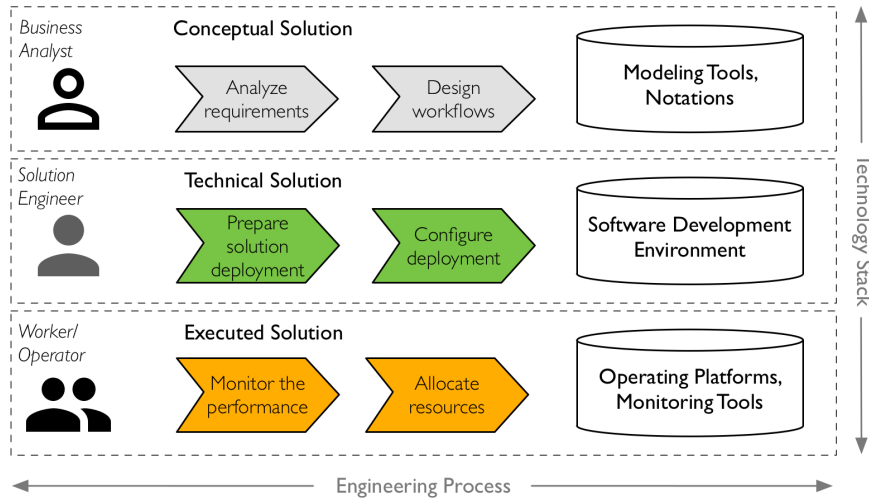 Business
Analyst
Conceptual Solution
Analyze
requirements
Design
workflows
Modeling Tools,
Notations
Solution
Engineer
Technical Solution
Prepare
solution
deployment
Configure
deployment
Software Development
Environment
Worker/
Operator
Executed Solution
Monitor the
performance
Allocate
resources
Operating Platforms,
Monitoring Tools
Technology Stack
Engineering Process